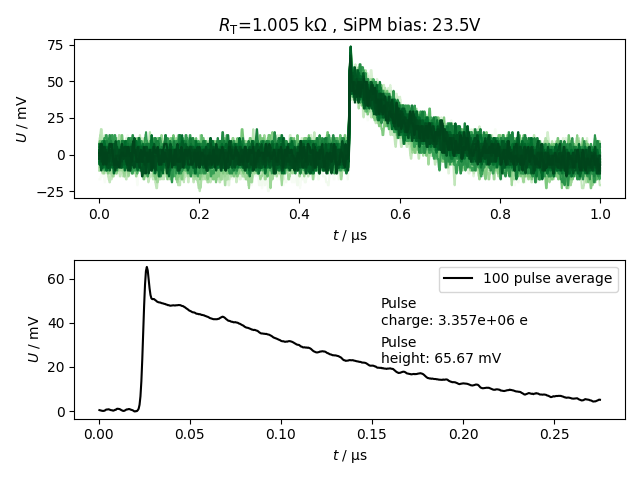 R_T=1.005 kΩ , SiPM bias: 23.5V
75
50
25
0
−25
U / mV
0.0 0.2 0.4 0.6 0.8 1.0
t / µs
60
40
20
0
U / mV
100 pulse average
Pulse
charge: 3.357e+06 e
Pulse
height: 65.67 mV
0.00 0.05 0.10 0.15 0.20 0.25
t / µs